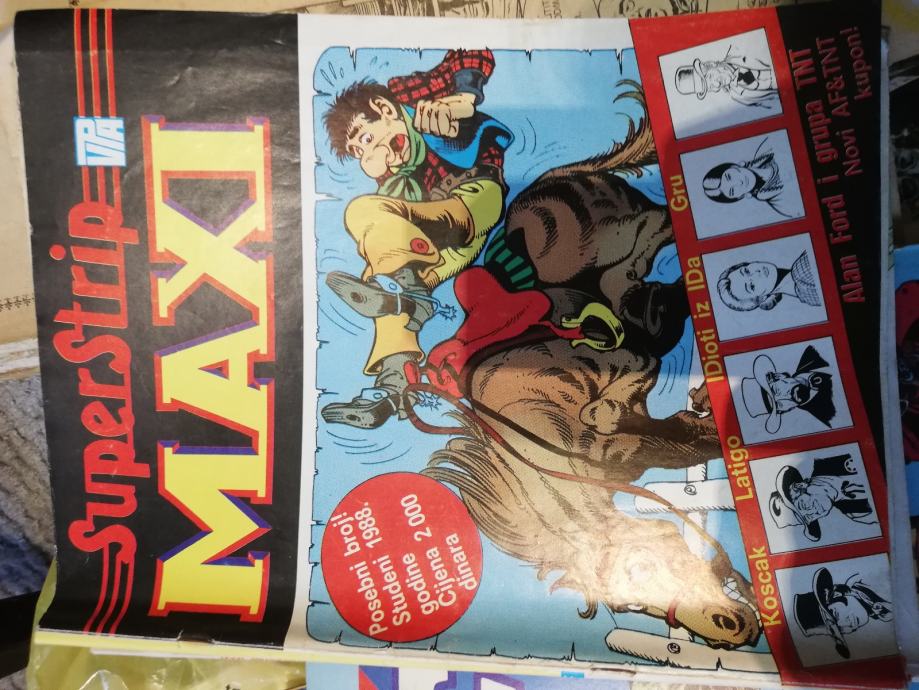 SuperStrip
VPA
MAXI
Posebni broj!
Studeni 1988.
godine
Cijena 2 000
dinara
Koscak
Latigo
IDioti iz IDa
Gru
Alan Ford i grupa TNT
Novi AF&TNT
kupon!